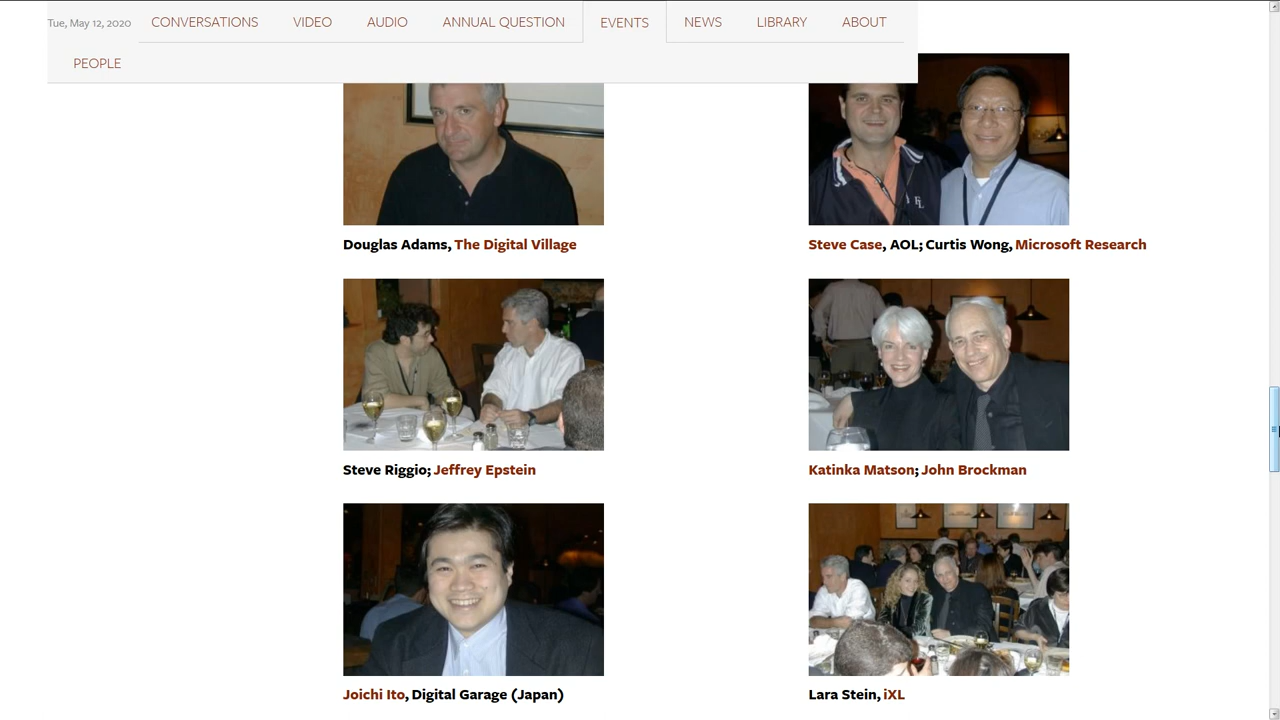 Tue, May 12, 2020 CONVERSATIONS VIDEO AUDIO ANNUAL QUESTION EVENTS NEWS LIBRARY ABOUT
PEOPLE
Douglas Adams, The Digital Village
Steve Case, AOL; Curtis Wong, Microsoft Research
Steve Riggio; Jeffrey Epstein
Katinka Matson; John Brockman
Joichi Ito, Digital Garage (Japan)
Lara Stein, iXL